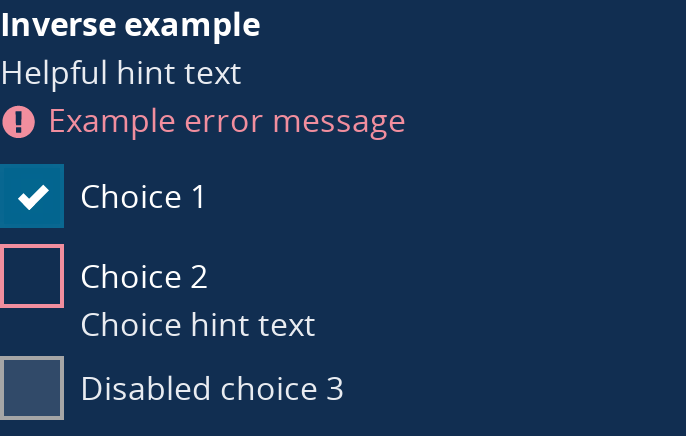 Inverse example
Helpful hint text
Example error message
Choice 1
Choice 2
Choice hint text
Disabled choice 3